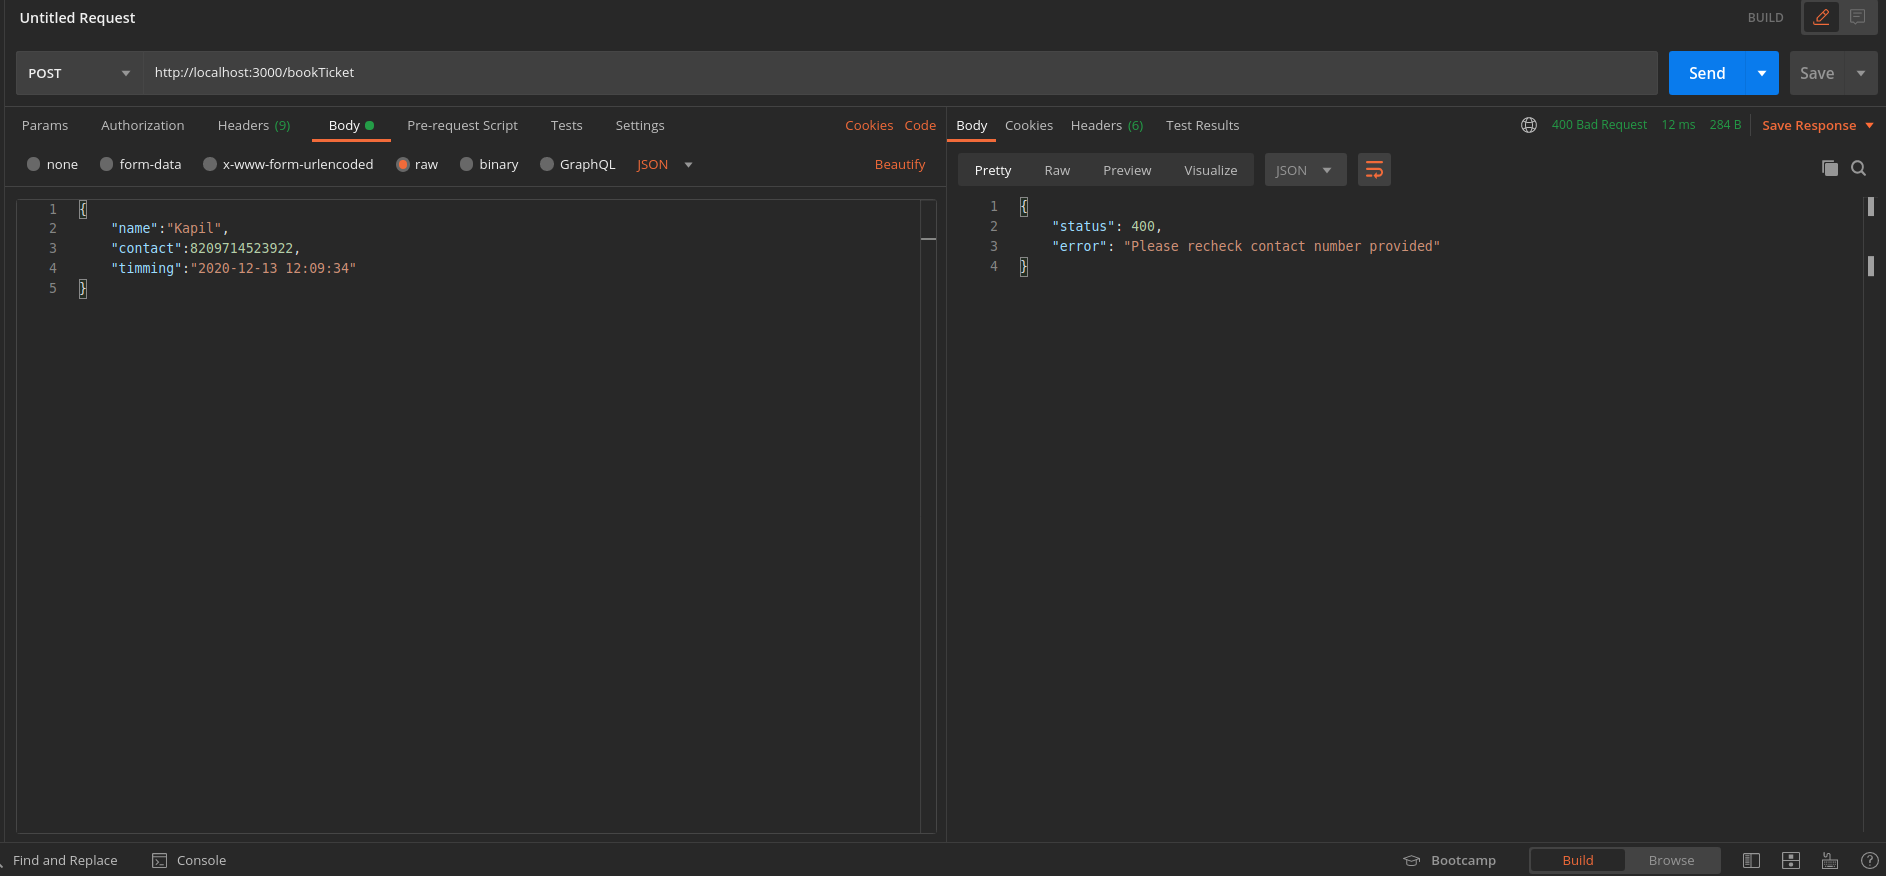 Untitled Request
BUILD
POST
http://localhost:3000/bookTicket
Send
Save
Params Authorization Headers (9) Body Pre-request Script Tests Settings Cookies Code
none form-data x-www-form-urlencoded raw binary GraphQL JSON Beautify
1 {
2 "name":"Kapil",
3 "contact":8209714523922,
4 "timming":"2020-12-13 12:09:34"
5 }
Body Cookies Headers (6) Test Results 400 Bad Request 12 ms 284 B Save Response
Pretty Raw Preview Visualize JSON
1 {
2 "status": 400,
3 "error": "Please recheck contact number provided"
4 }
Find and Replace Console Bootcamp Build Browse